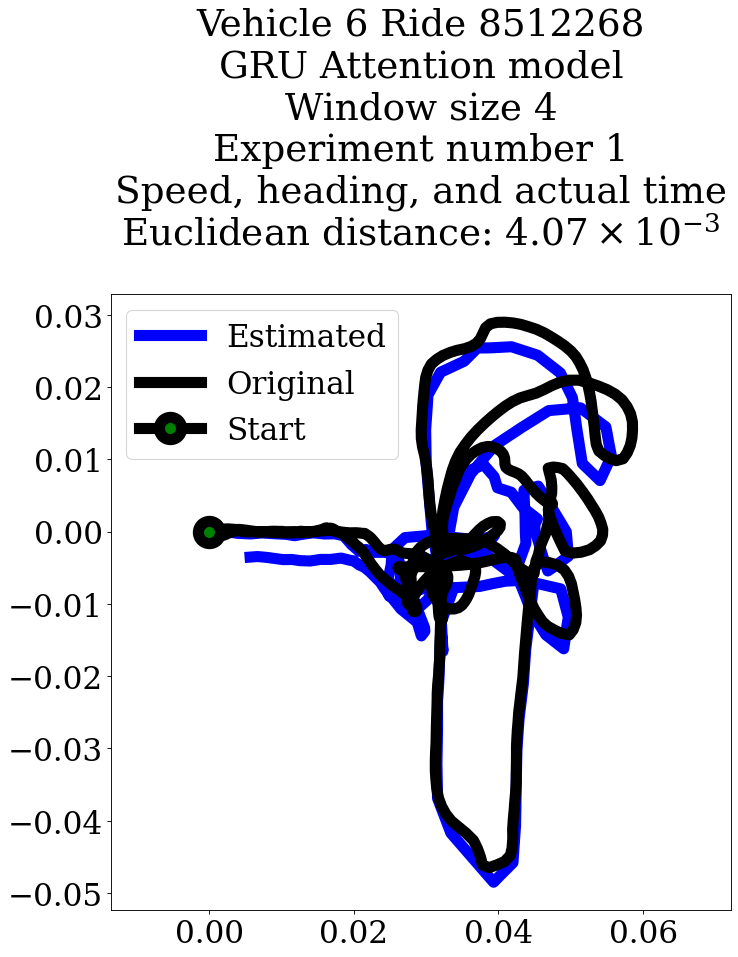 Vehicle 6 Ride 8512268
GRU Attention model
Window size 4
Experiment number 1
Speed, heading, and actual time
Euclidean distance: 4.07 × 10⁻³
Estimated
Original
Start
0.03
0.02
0.01
0.00
−0.01
−0.02
−0.03
−0.04
−0.05
0.00 0.02 0.04 0.06